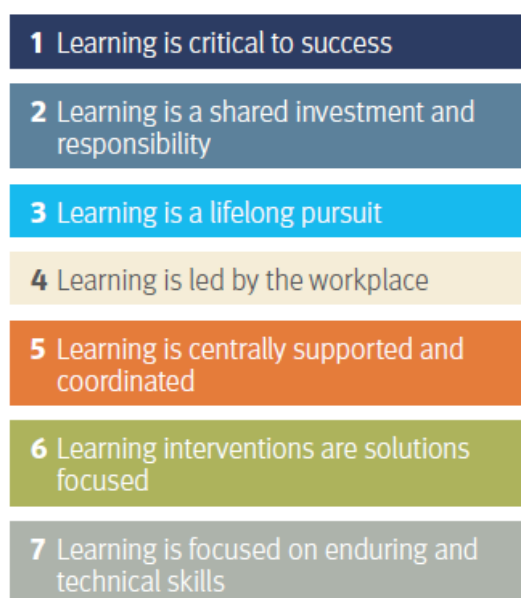 1 Learning is critical to success
2 Learning is a shared investment and
responsibility
3 Learning is a lifelong pursuit
4 Learning is led by the workplace
5 Learning is centrally supported and
coordinated
6 Learning interventions are solutions
focused
7 Learning is focused on enduring and
technical skills